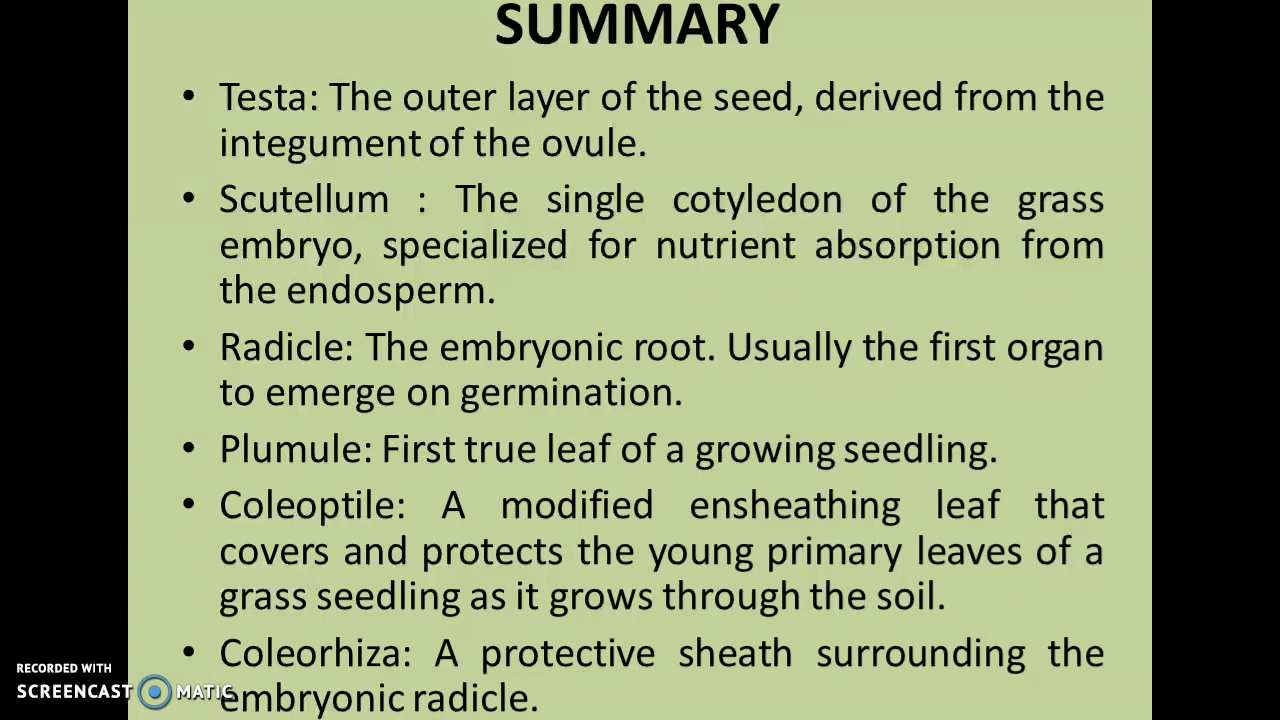 SUMMARY
• Testa: The outer layer of the seed, derived from the
integument of the ovule.
• Scutellum : The single cotyledon of the grass
embryo, specialized for nutrient absorption from
the endosperm.
• Radicle: The embryonic root. Usually the first organ
to emerge on germination.
• Plumule: First true leaf of a growing seedling.
• Coleoptile: A modified ensheathing leaf that
covers and protects the young primary leaves of a
grass seedling as it grows through the soil.
• Coleorhiza: A protective sheath surrounding the
embryonic radicle.
RECORDED WITH
SCREENCAST MATIC